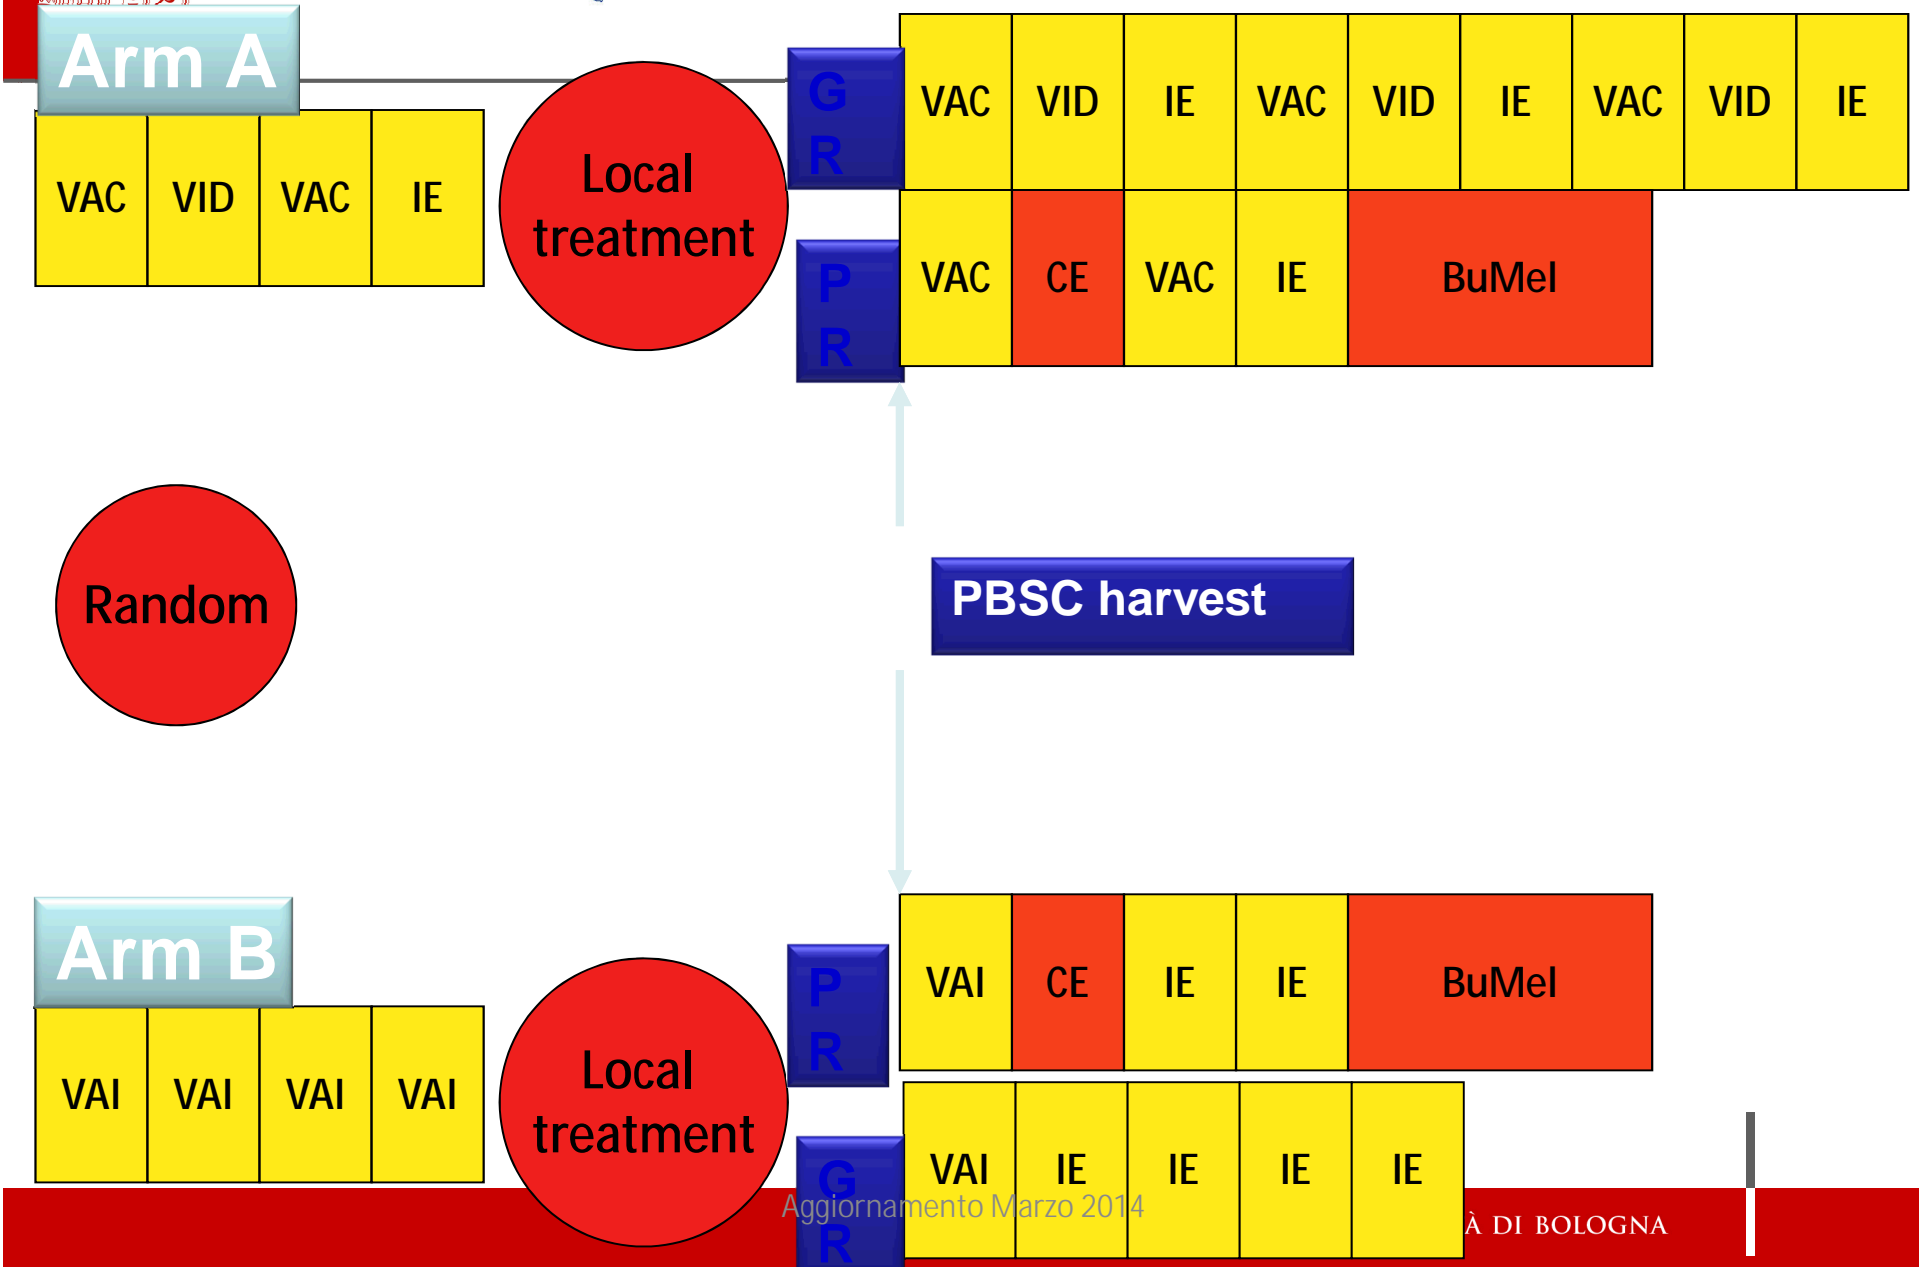 Arm A
VAC VID VAC IE
Local
treatment
G
R
VAC VID IE VAC VID IE VAC VID IE
P
R
VAC CE VAC IE BuMel
Random
PBSC harvest
Arm B
VAI VAI VAI VAI
Local
treatment
P
R
VAI CE IE IE BuMel
G
R
VAI IE IE IE IE
Aggiornamento Marzo 2014
À DI BOLOGNA